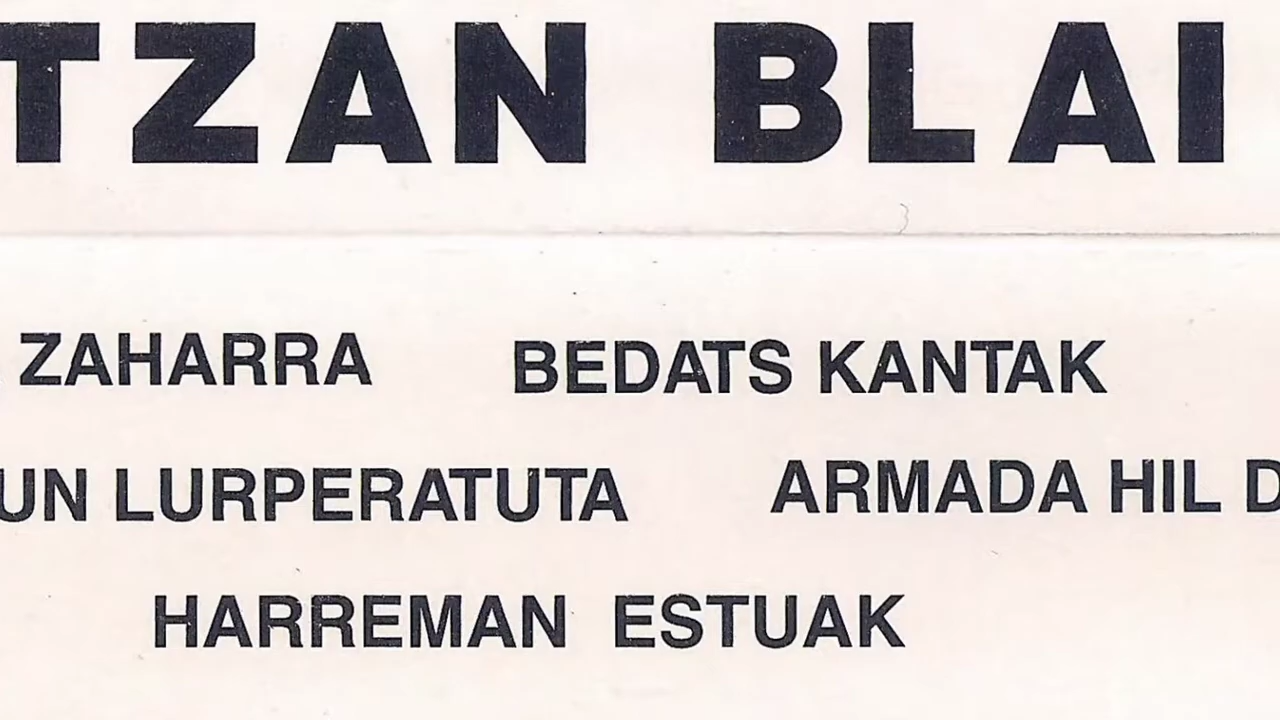 TZAN BLAI
ZAHARRA BEDATS KANTAK
UN LURPERATUTA ARMADA HIL D
HARREMAN ESTUAK